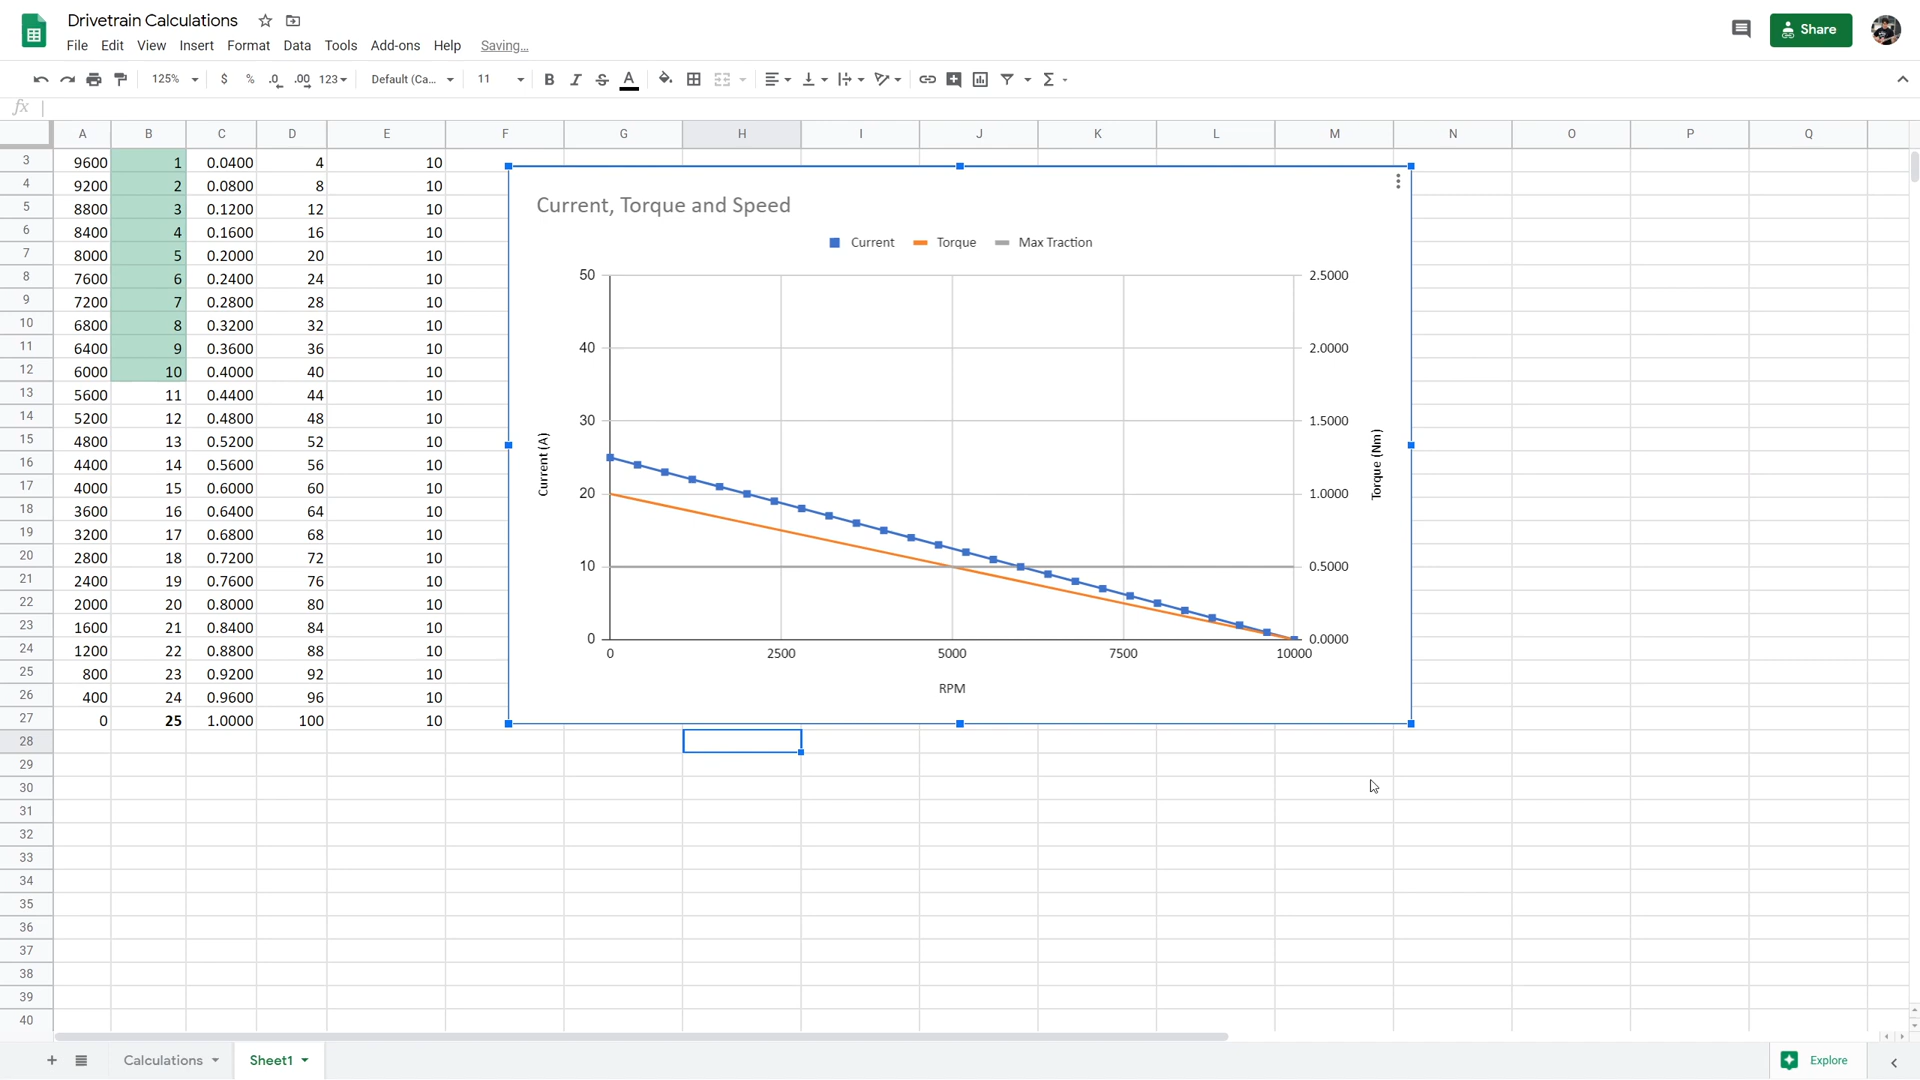 Drivetrain Calculations
File Edit View Insert Format Data Tools Add-ons Help Saving...
Share
125% $ % .0 .00 123 Default (Ca... 11 B I S A Σ
fx
A B C D E F G H I J K L M N O P Q
3 9600 1 0.0400 4 10
4 9200 2 0.0800 8 10
5 8800 3 0.1200 12 10
6 8400 4 0.1600 16 10
7 8000 5 0.2000 20 10
8 7600 6 0.2400 24 10
9 7200 7 0.2800 28 10
10 6800 8 0.3200 32 10
11 6400 9 0.3600 36 10
12 6000 10 0.4000 40 10
13 5600 11 0.4400 44 10
14 5200 12 0.4800 48 10
15 4800 13 0.5200 52 10
16 4400 14 0.5600 56 10
17 4000 15 0.6000 60 10
18 3600 16 0.6400 64 10
19 3200 17 0.6800 68 10
20 2800 18 0.7200 72 10
21 2400 19 0.7600 76 10
22 2000 20 0.8000 80 10
23 1600 21 0.8400 84 10
24 1200 22 0.8800 88 10
25 800 23 0.9200 92 10
26 400 24 0.9600 96 10
27 0 25 1.0000 100 10
28
29
30
31
32
33
34
35
36
37
38
39
40
Current, Torque and Speed
Current Torque Max Traction
50 2.5000
40 2.0000
30 1.5000
20 1.0000
10 0.5000
0 0.0000
Current (A)
Torque (Nm)
0 2500 5000 7500 10000
RPM
Calculations Sheet1 Explore